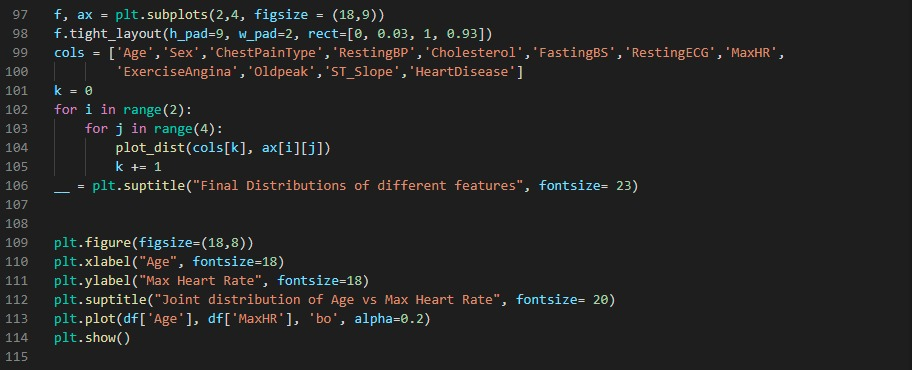 97 f, ax = plt.subplots(2,4, figsize = (18,9))
98 f.tight_layout(h_pad=9, w_pad=2, rect=[0, 0.03, 1, 0.93])
99 cols = ['Age','Sex','ChestPainType','RestingBP','Cholesterol','FastingBS','RestingECG','MaxHR',
100         'ExerciseAngina','Oldpeak','ST_Slope','HeartDisease']
101 k = 0
102 for i in range(2):
103     for j in range(4):
104         plot_dist(cols[k], ax[i][j])
105         k += 1
106 __ = plt.suptitle("Final Distributions of different features", fontsize= 23)
107
108
109 plt.figure(figsize=(18,8))
110 plt.xlabel("Age", fontsize=18)
111 plt.ylabel("Max Heart Rate", fontsize=18)
112 plt.suptitle("Joint distribution of Age vs Max Heart Rate", fontsize= 20)
113 plt.plot(df['Age'], df['MaxHR'], 'bo', alpha=0.2)
114 plt.show()
115